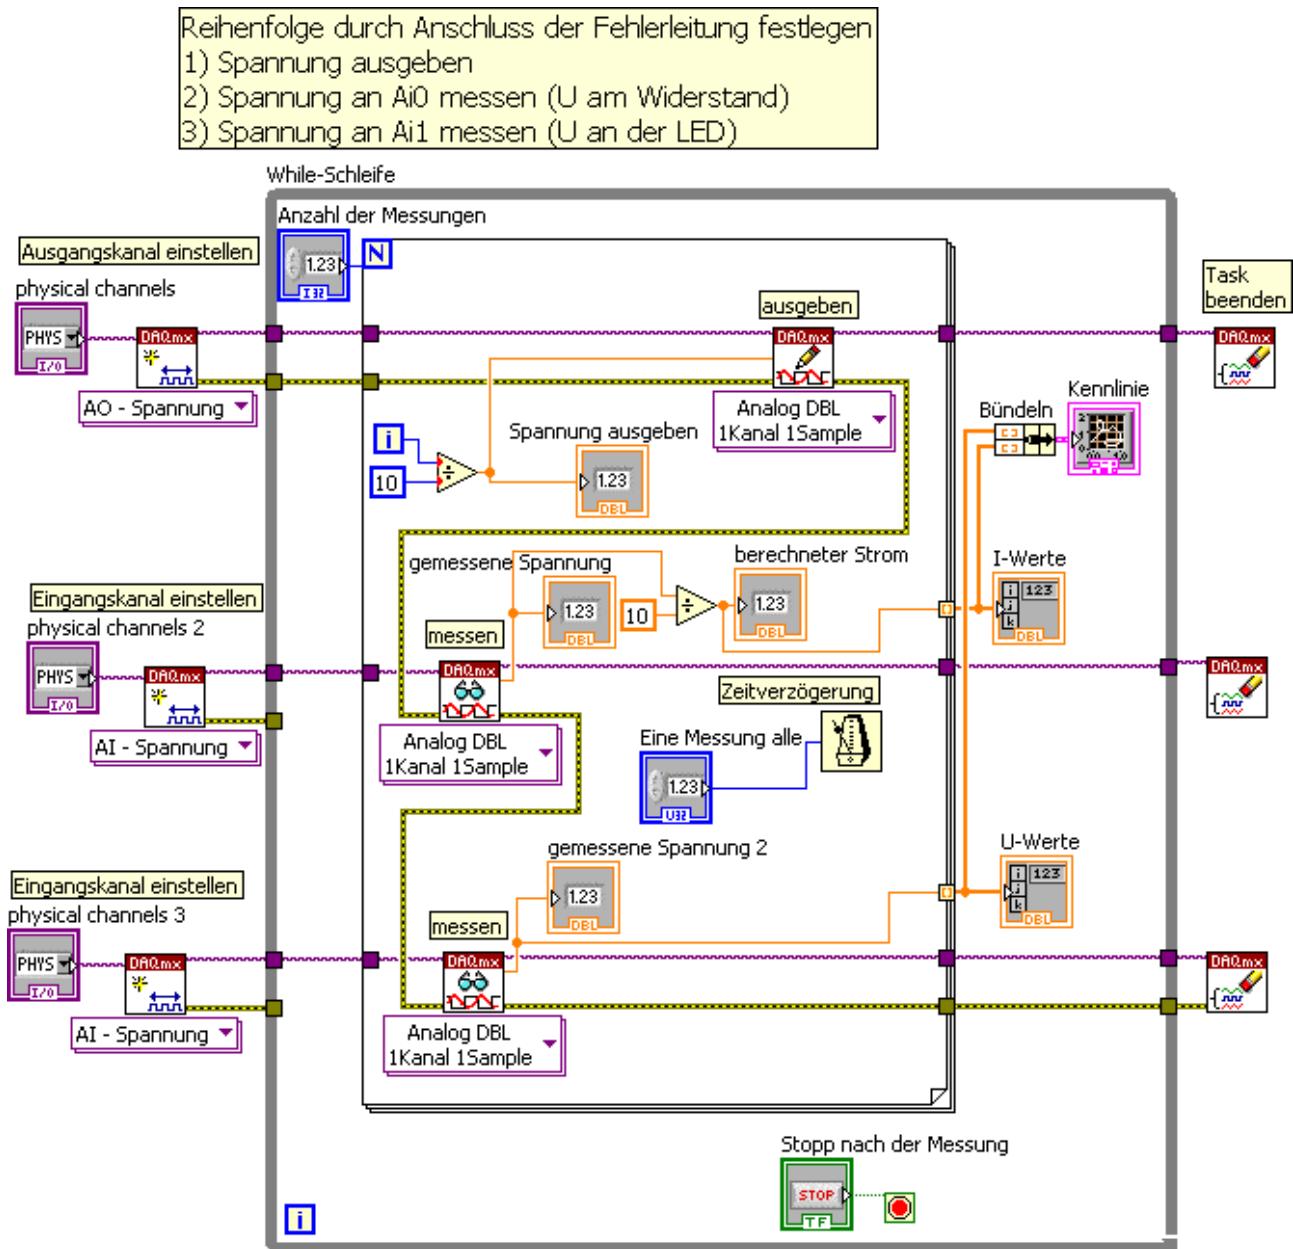 Reihenfolge durch Anschluss der Fehlerleitung festlegen
1) Spannung ausgeben
2) Spannung an Ai0 messen (U am Widerstand)
3) Spannung an Ai1 messen (U an der LED)
While-Schleife
Anzahl der Messungen
1.23
I32
N
Ausgangskanal einstellen
physical channels
PHYS
I/O
DAQmx
AO - Spannung
ausgeben
DAQmx
Analog DBL
1Kanal 1Sample
Task
beenden
DAQmx
i
10
Spannung ausgeben
1.23
DBL
Bündeln
Kennlinie
gemessene Spannung
1.23
DBL
10
berechneter Strom
1.23
DBL
I-Werte
i
j
k
123
DBL
Eingangskanal einstellen
physical channels 2
PHYS
I/O
DAQmx
AI - Spannung
messen
DAQmx
Analog DBL
1Kanal 1Sample
DAQmx
Zeitverzögerung
Eine Messung alle
1.23
U32
gemessene Spannung 2
1.23
DBL
U-Werte
i
j
k
123
DBL
Eingangskanal einstellen
physical channels 3
PHYS
I/O
DAQmx
AI - Spannung
messen
DAQmx
Analog DBL
1Kanal 1Sample
DAQmx
Stopp nach der Messung
STOP
TF
i